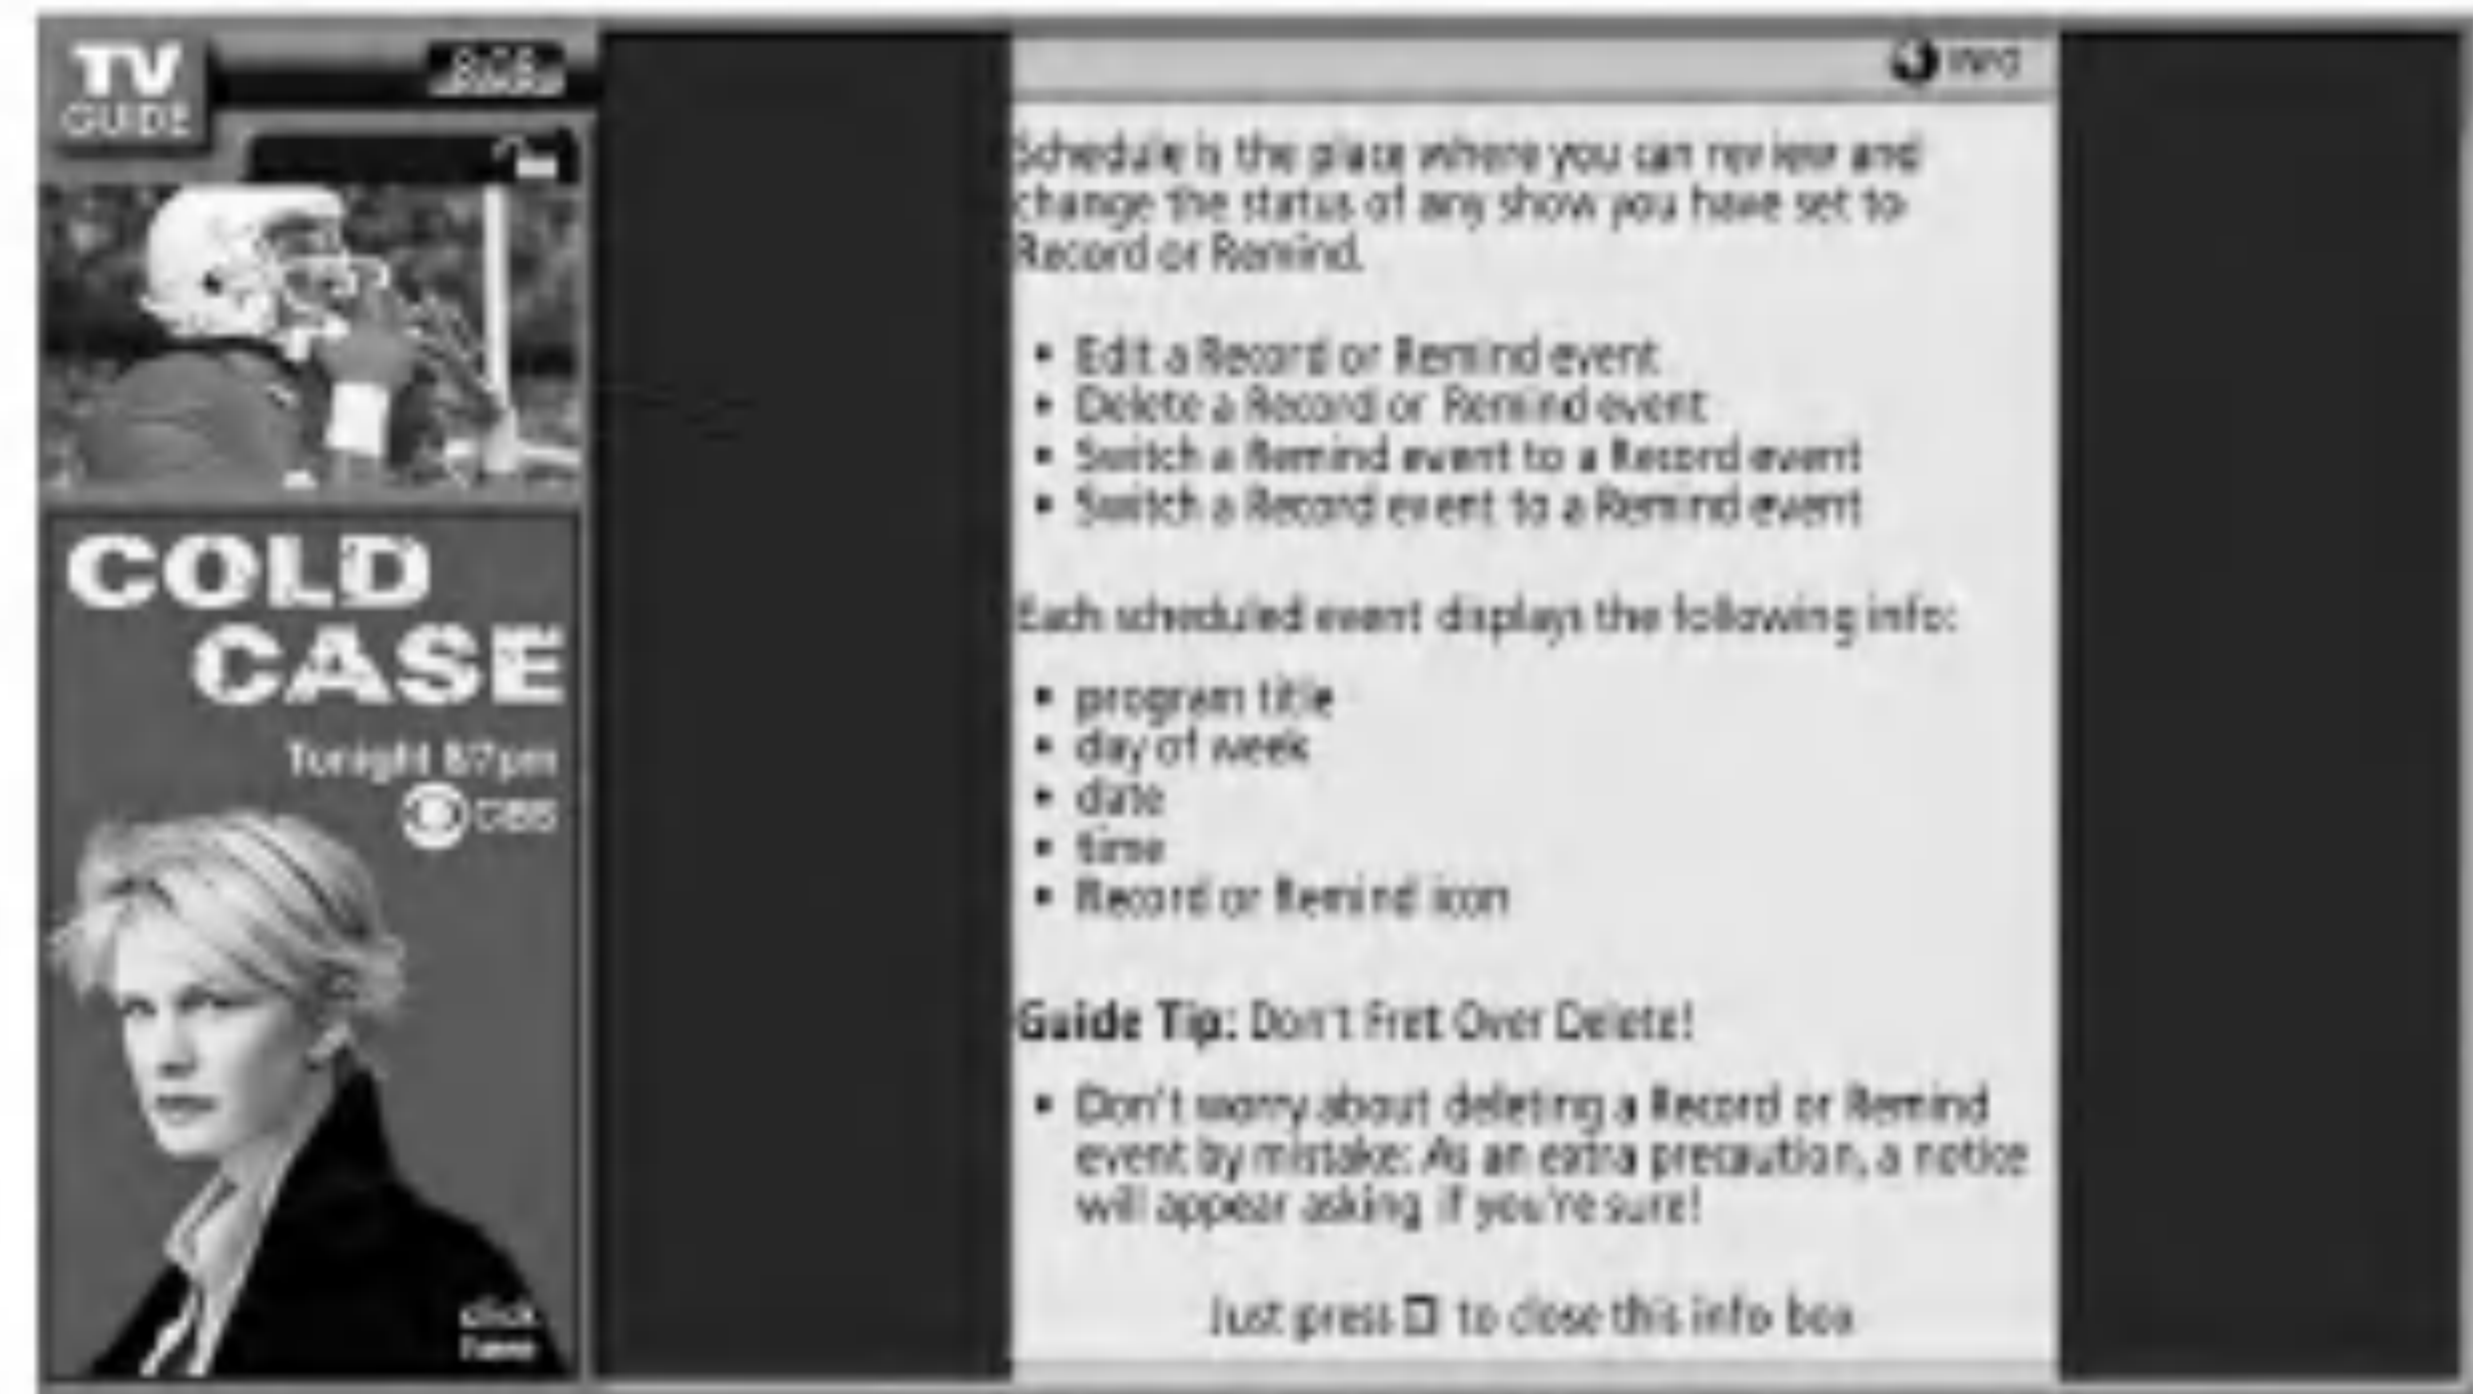 TV
GUIDE
8:08
COLD
CASE
Tonight 8/7pm
CBS
click
here
INFO
Schedule is the place where you can review and
change the status of any show you have set to
Record or Remind.
• Edit a Record or Remind event
• Delete a Record or Remind event
• Switch a Remind event to a Record event
• Switch a Record event to a Remind event
Each scheduled event displays the following info:
• program title
• day of week
• date
• time
• Record or Remind icon
Guide Tip: Don't Fret Over Delete!
• Don't worry about deleting a Record or Remind
event by mistake: As an extra precaution, a notice
will appear asking if you're sure!
Just press to close this info box